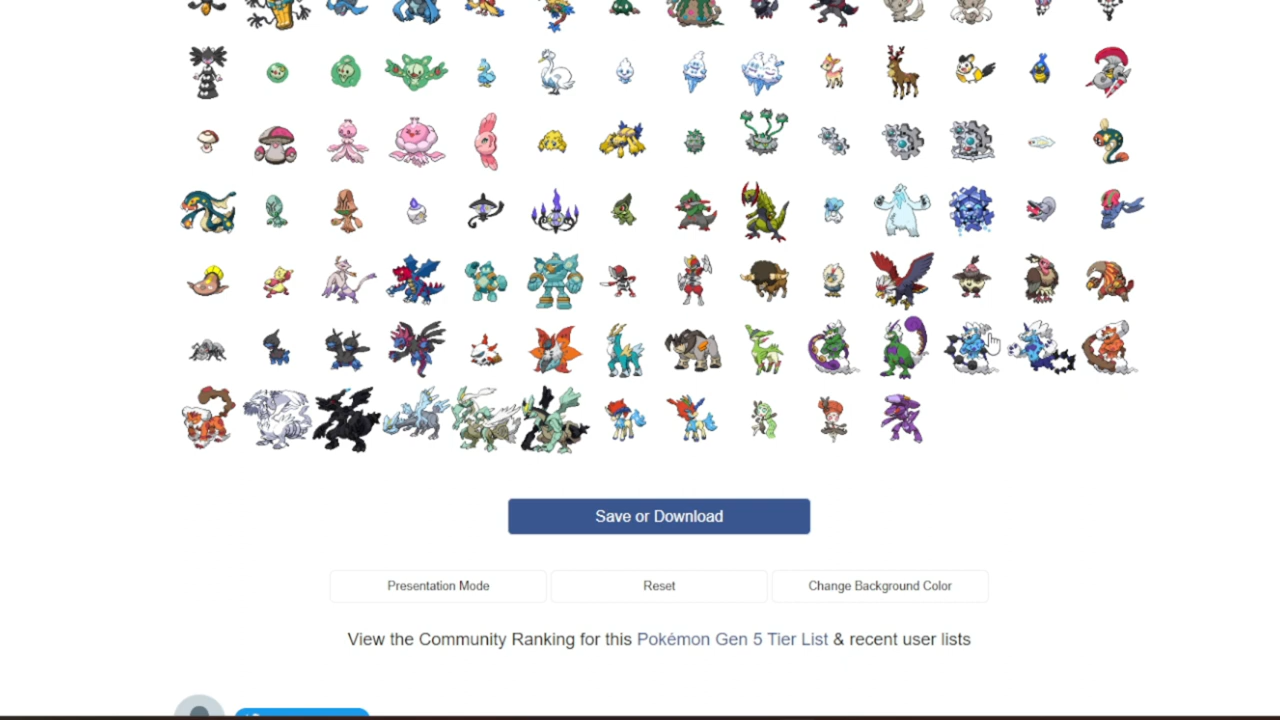 Save or Download
Presentation Mode
Reset
Change Background Color
View the Community Ranking for this Pokémon Gen 5 Tier List & recent user lists